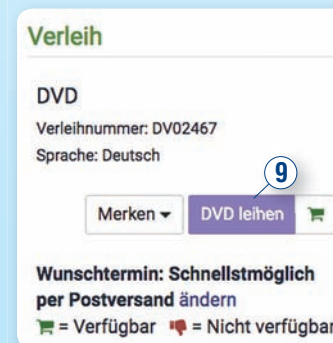 Verleih
DVD
Verleihnummer: DV02467
Sprache: Deutsch
9
Merken DVD leihen
Wunschtermin: Schnellstmöglich
per Postversand ändern
= Verfügbar = Nicht verfügbar